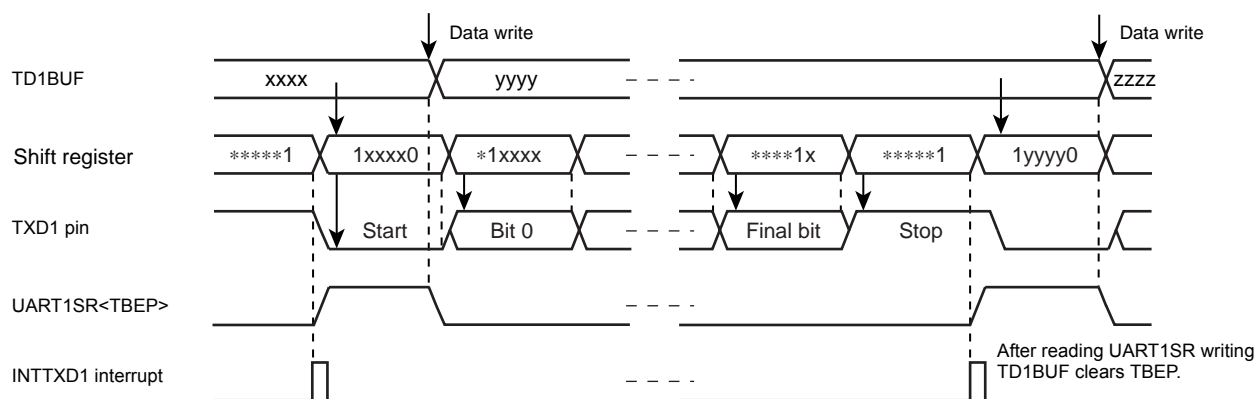 Data write
Data write
TD1BUF
xxxx
yyyy
zzzz
Shift register
*****1
1xxxx0
*1xxxx
****1x
*****1
1yyyy0
TXD1 pin
Start
Bit 0
Final bit
Stop
UART1SR<TBEP>
INTTXD1 interrupt
After reading UART1SR writing
TD1BUF clears TBEP.